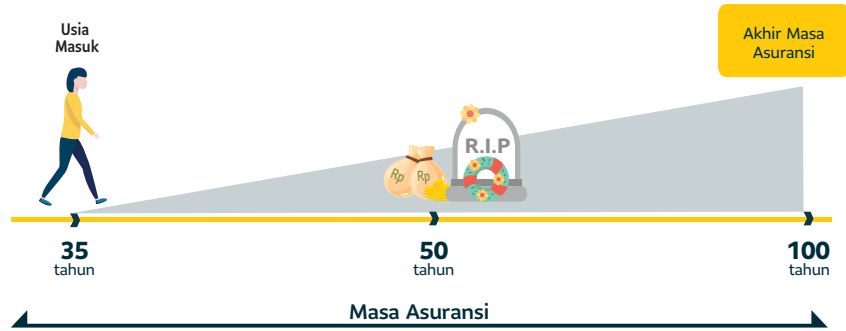 Usia
Masuk
Akhir Masa
Asuransi
R.I.P
Rp
Rp
35
tahun
50
tahun
100
tahun
Masa Asuransi